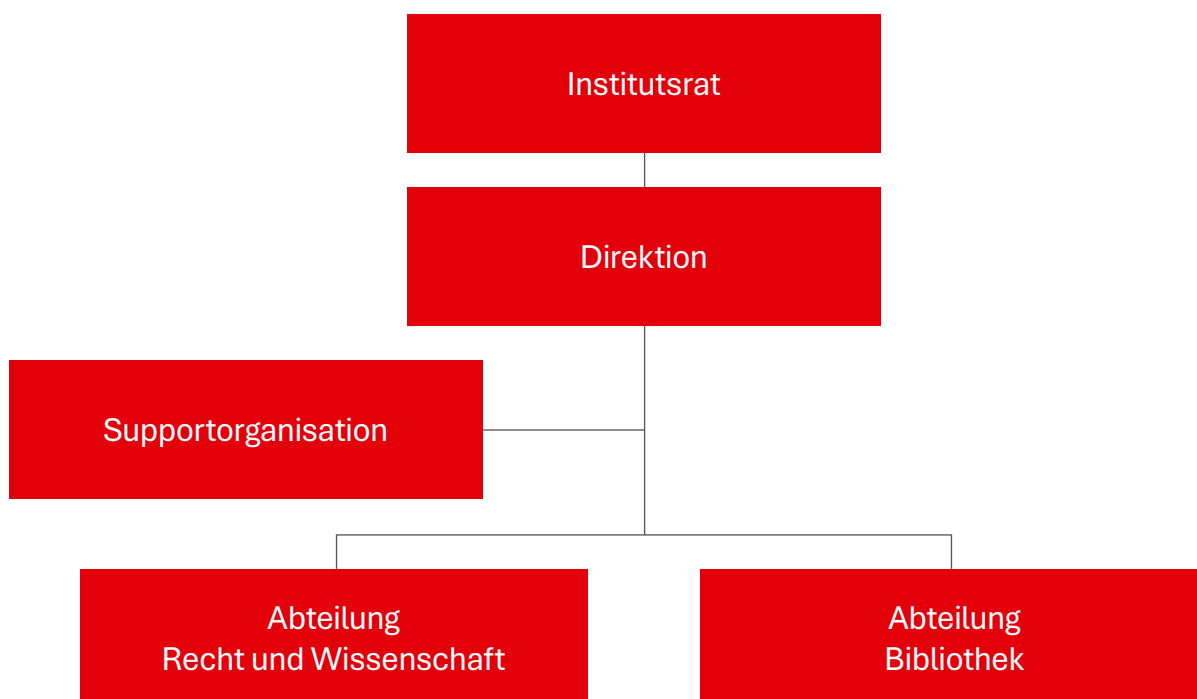 Institutsrat
Direktion
Supportorganisation
Abteilung
Recht und Wissenschaft
Abteilung
Bibliothek